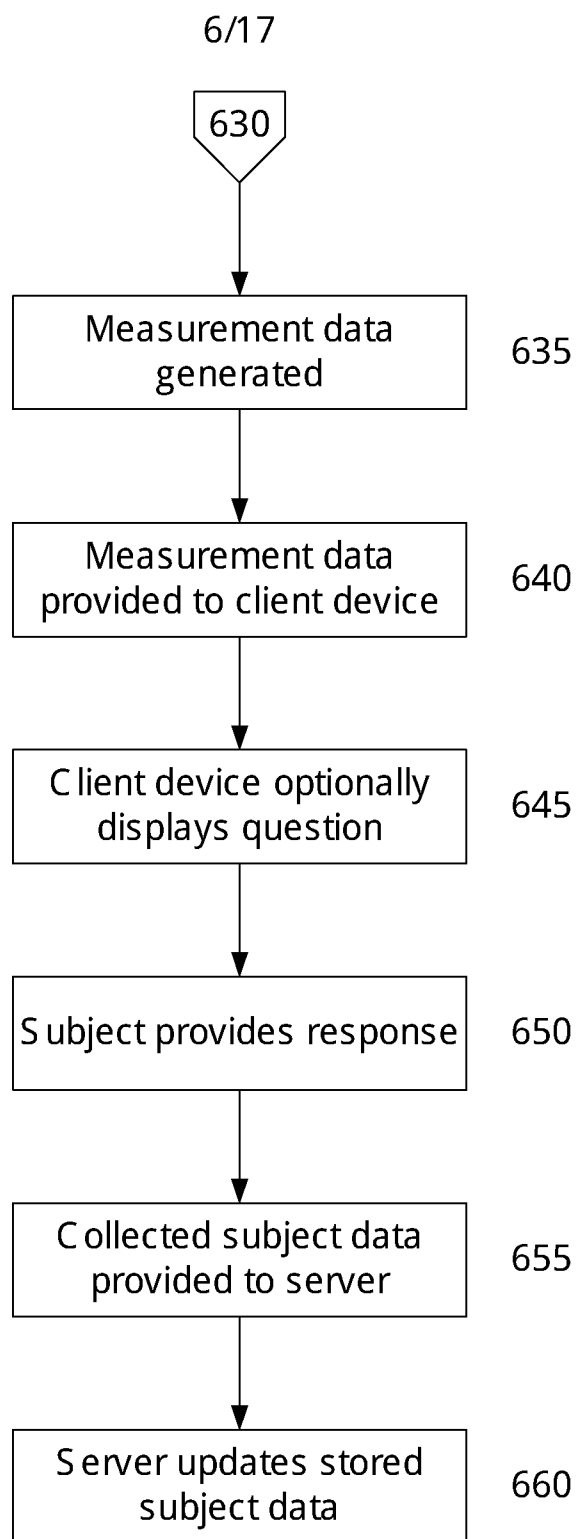 6/17
630
Measurement data
generated
635
Measurement data
provided to client device
640
Client device optionally
displays question
645
Subject provides response
650
Collected subject data
provided to server
655
Server updates stored
subject data
660